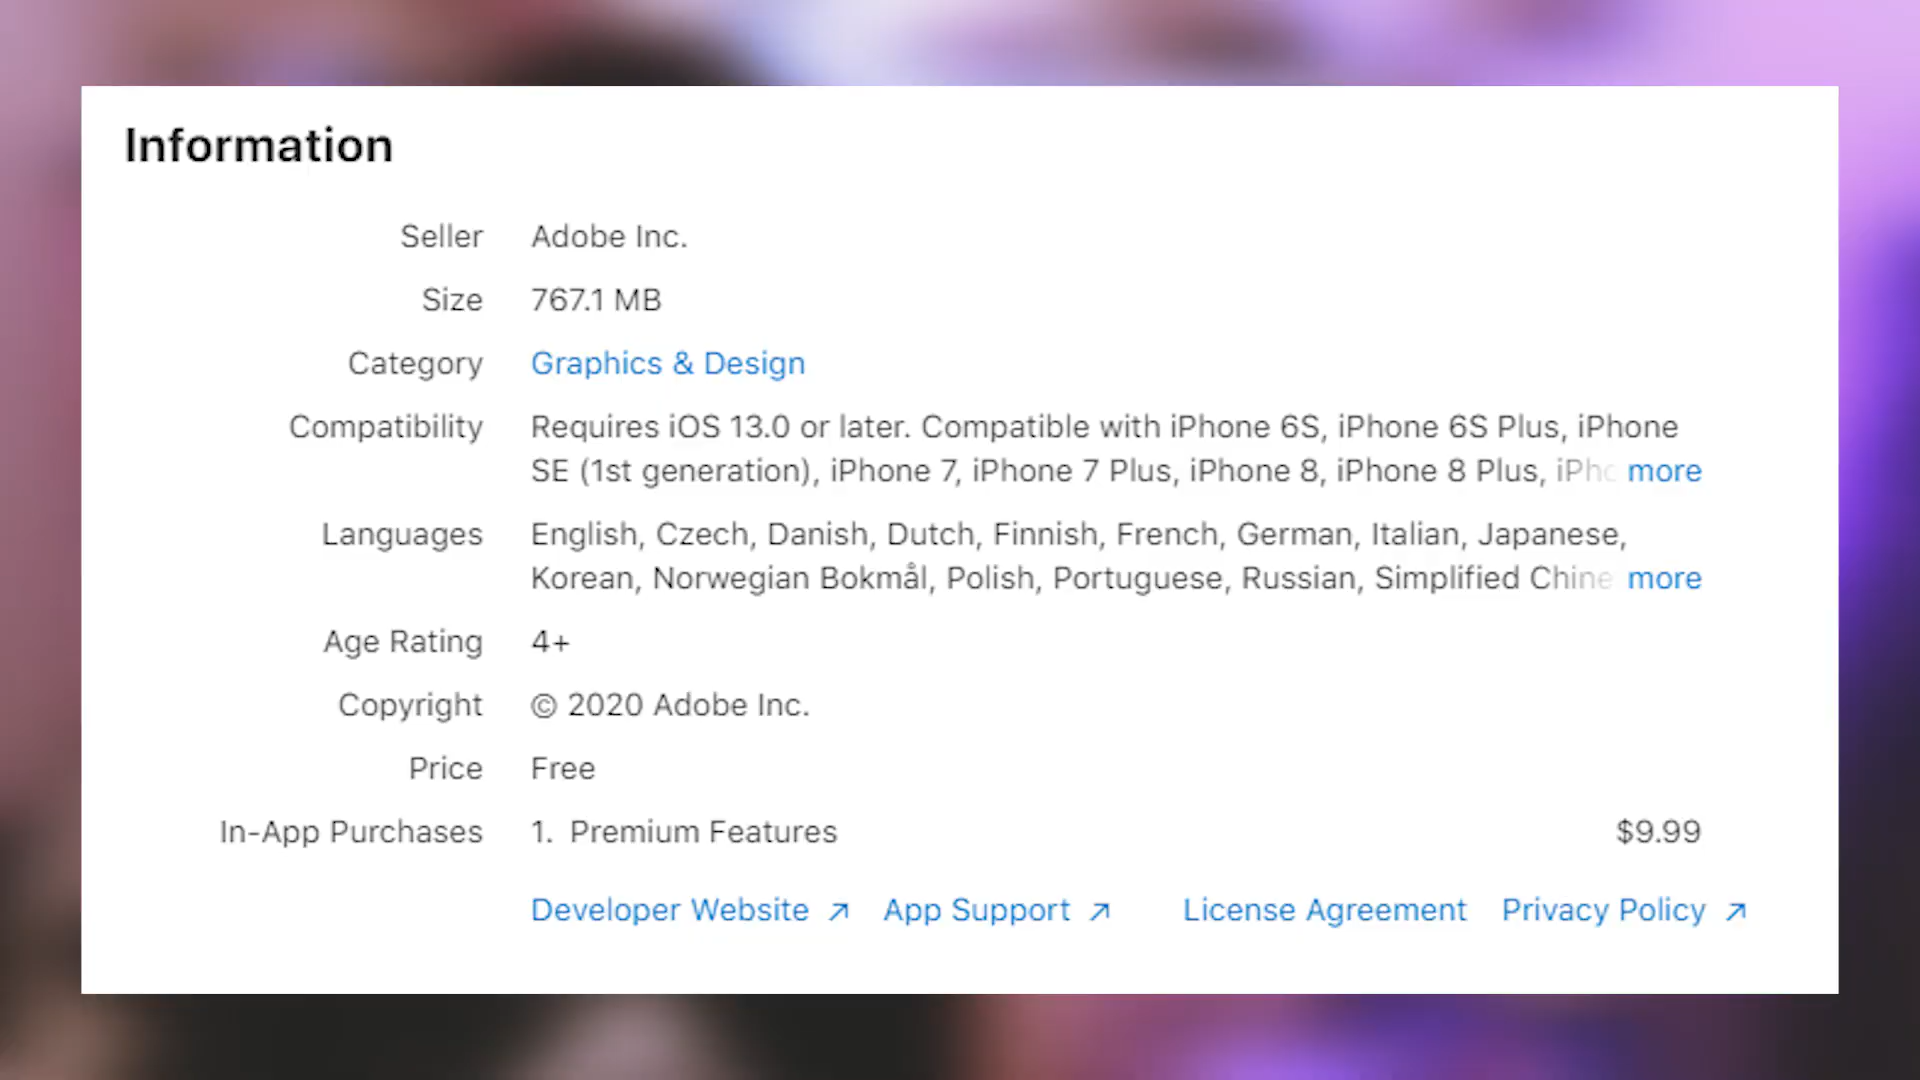 Information
Seller Adobe Inc.
Size 767.1 MB
Category Graphics & Design
Compatibility Requires iOS 13.0 or later. Compatible with iPhone 6S, iPhone 6S Plus, iPhone
SE (1st generation), iPhone 7, iPhone 7 Plus, iPhone 8, iPhone 8 Plus, more
Languages English, Czech, Danish, Dutch, Finnish, French, German, Italian, Japanese,
Korean, Norwegian Bokmål, Polish, Portuguese, Russian, Simplified Chine more
Age Rating 4+
Copyright © 2020 Adobe Inc.
Price Free
In-App Purchases 1. Premium Features $9.99
Developer Website ↗ App Support ↗ License Agreement Privacy Policy ↗